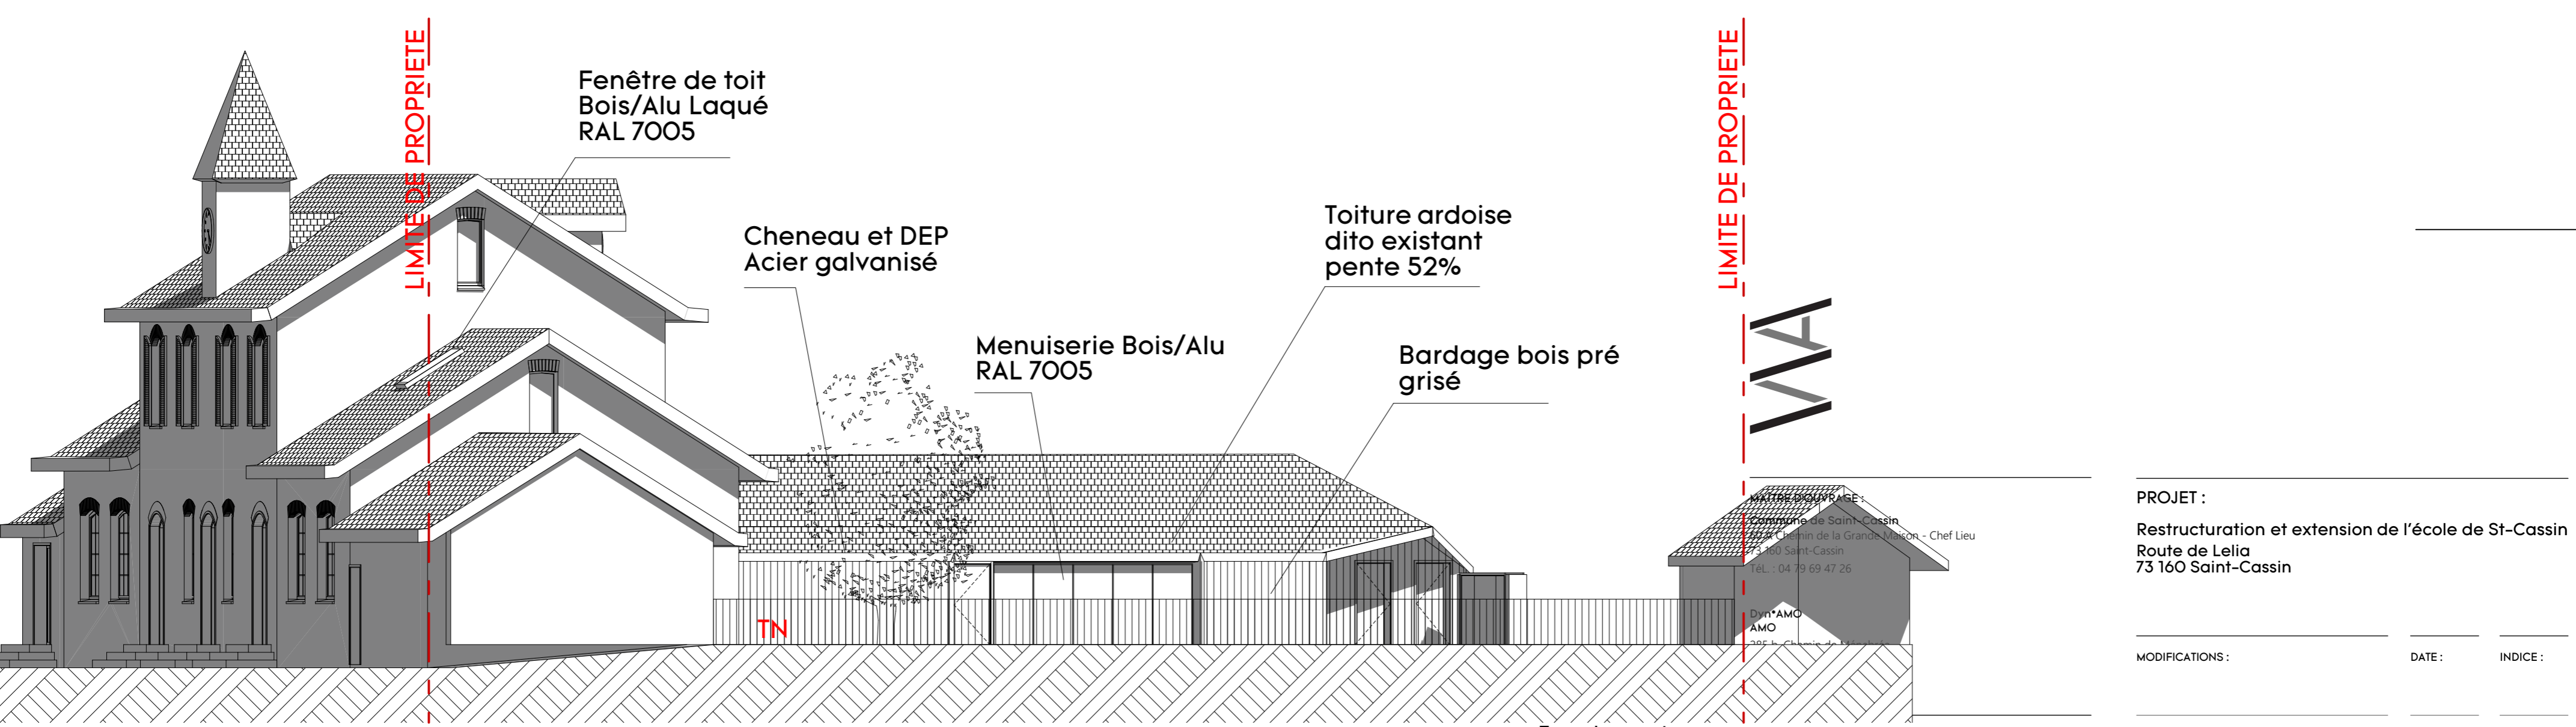 LIMITE DE PROPRIETE
Fenêtre de toit
Bois/Alu Laqué
RAL 7005
Cheneau et DEP
Acier galvanisé
Menuiserie Bois/Alu
RAL 7005
Toiture ardoise
dito existant
pente 52%
Bardage bois pré
grisé
LIMITE DE PROPRIETE
TN
MAÎTRE D'OUVRAGE :
Commune de Saint-Cassin
Chemin de la Grande Maison - Chef Lieu
73 160 Saint-Cassin
TéL. : 04 79 69 47 26
Dyn*AMO
AMO
PROJET :
Restructuration et extension de l'école de St-Cassin
Route de Lelia
73 160 Saint-Cassin
MODIFICATIONS :
DATE :
INDICE :